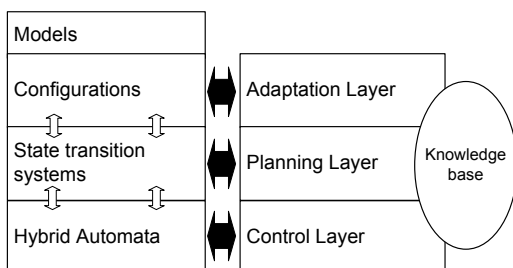 Models
Configurations
Adaptation Layer
State transition
systems
Planning Layer
Knowledge
base
Hybrid Automata
Control Layer